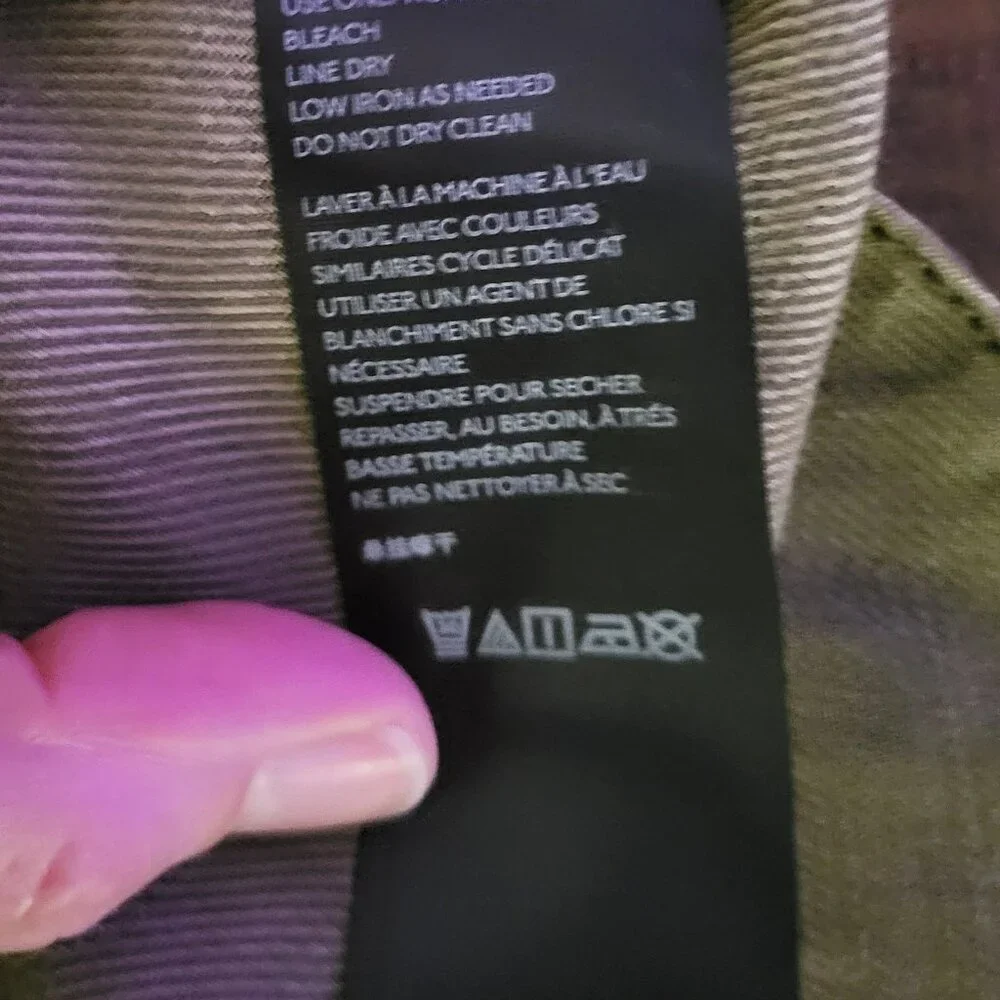 BLEACH
LINE DRY
LOW IRON AS NEEDED
DO NOT DRY CLEAN
LAVER À LA MACHINE À L'EAU
FROIDE AVEC COULEURS
SIMILAIRES CYCLE DÉLICAT
UTILISER UN AGENT DE
BLANCHIMENT SANS CHLORE SI
NÉCESSAIRE
SUSPENDRE POUR SECHER
REPASSER, AU BESOIN, À TRÉS
BASSE TEMPÉRATURE
NE PAS NETTOYER À SEC